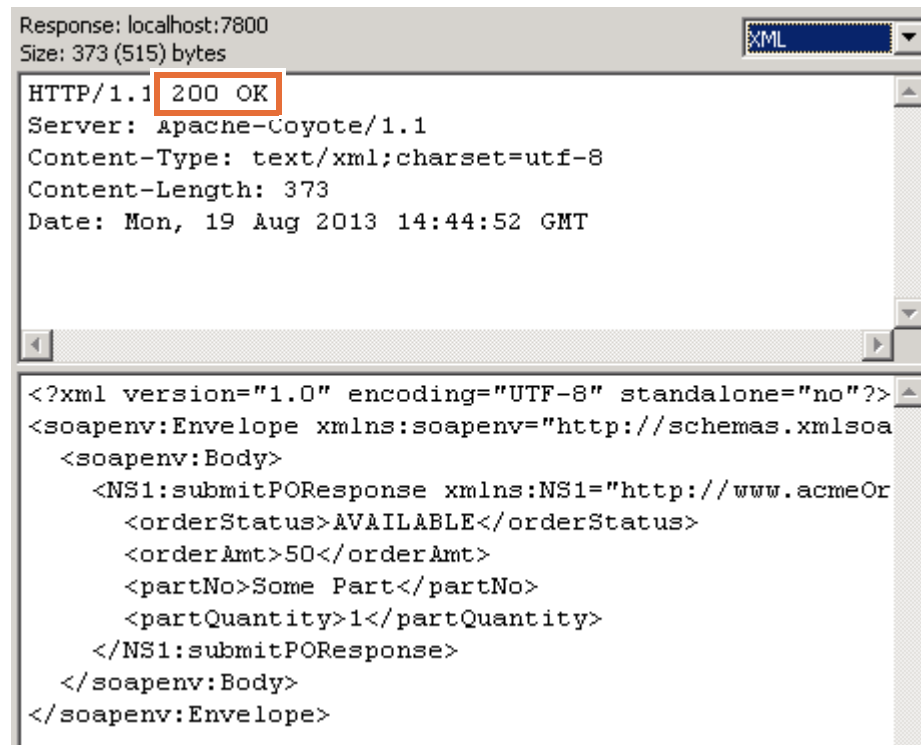 Response: localhost:7800
Size: 373 (515) bytes
XML
HTTP/1.1 200 OK
Server: Apache-Coyote/1.1
Content-Type: text/xml;charset=utf-8
Content-Length: 373
Date: Mon, 19 Aug 2013 14:44:52 GMT
<?xml version="1.0" encoding="UTF-8" standalone="no"?>
<soapenv:Envelope xmlns:soapenv="http://schemas.xmlsoa
<soapenv:Body>
<NS1:submitPOResponse xmlns:NS1="http://www.acmeOr
<orderStatus>AVAILABLE</orderStatus>
<orderAmt>50</orderAmt>
<partNo>Some Part</partNo>
<partQuantity>1</partQuantity>
</NS1:submitPOResponse>
</soapenv:Body>
</soapenv:Envelope>